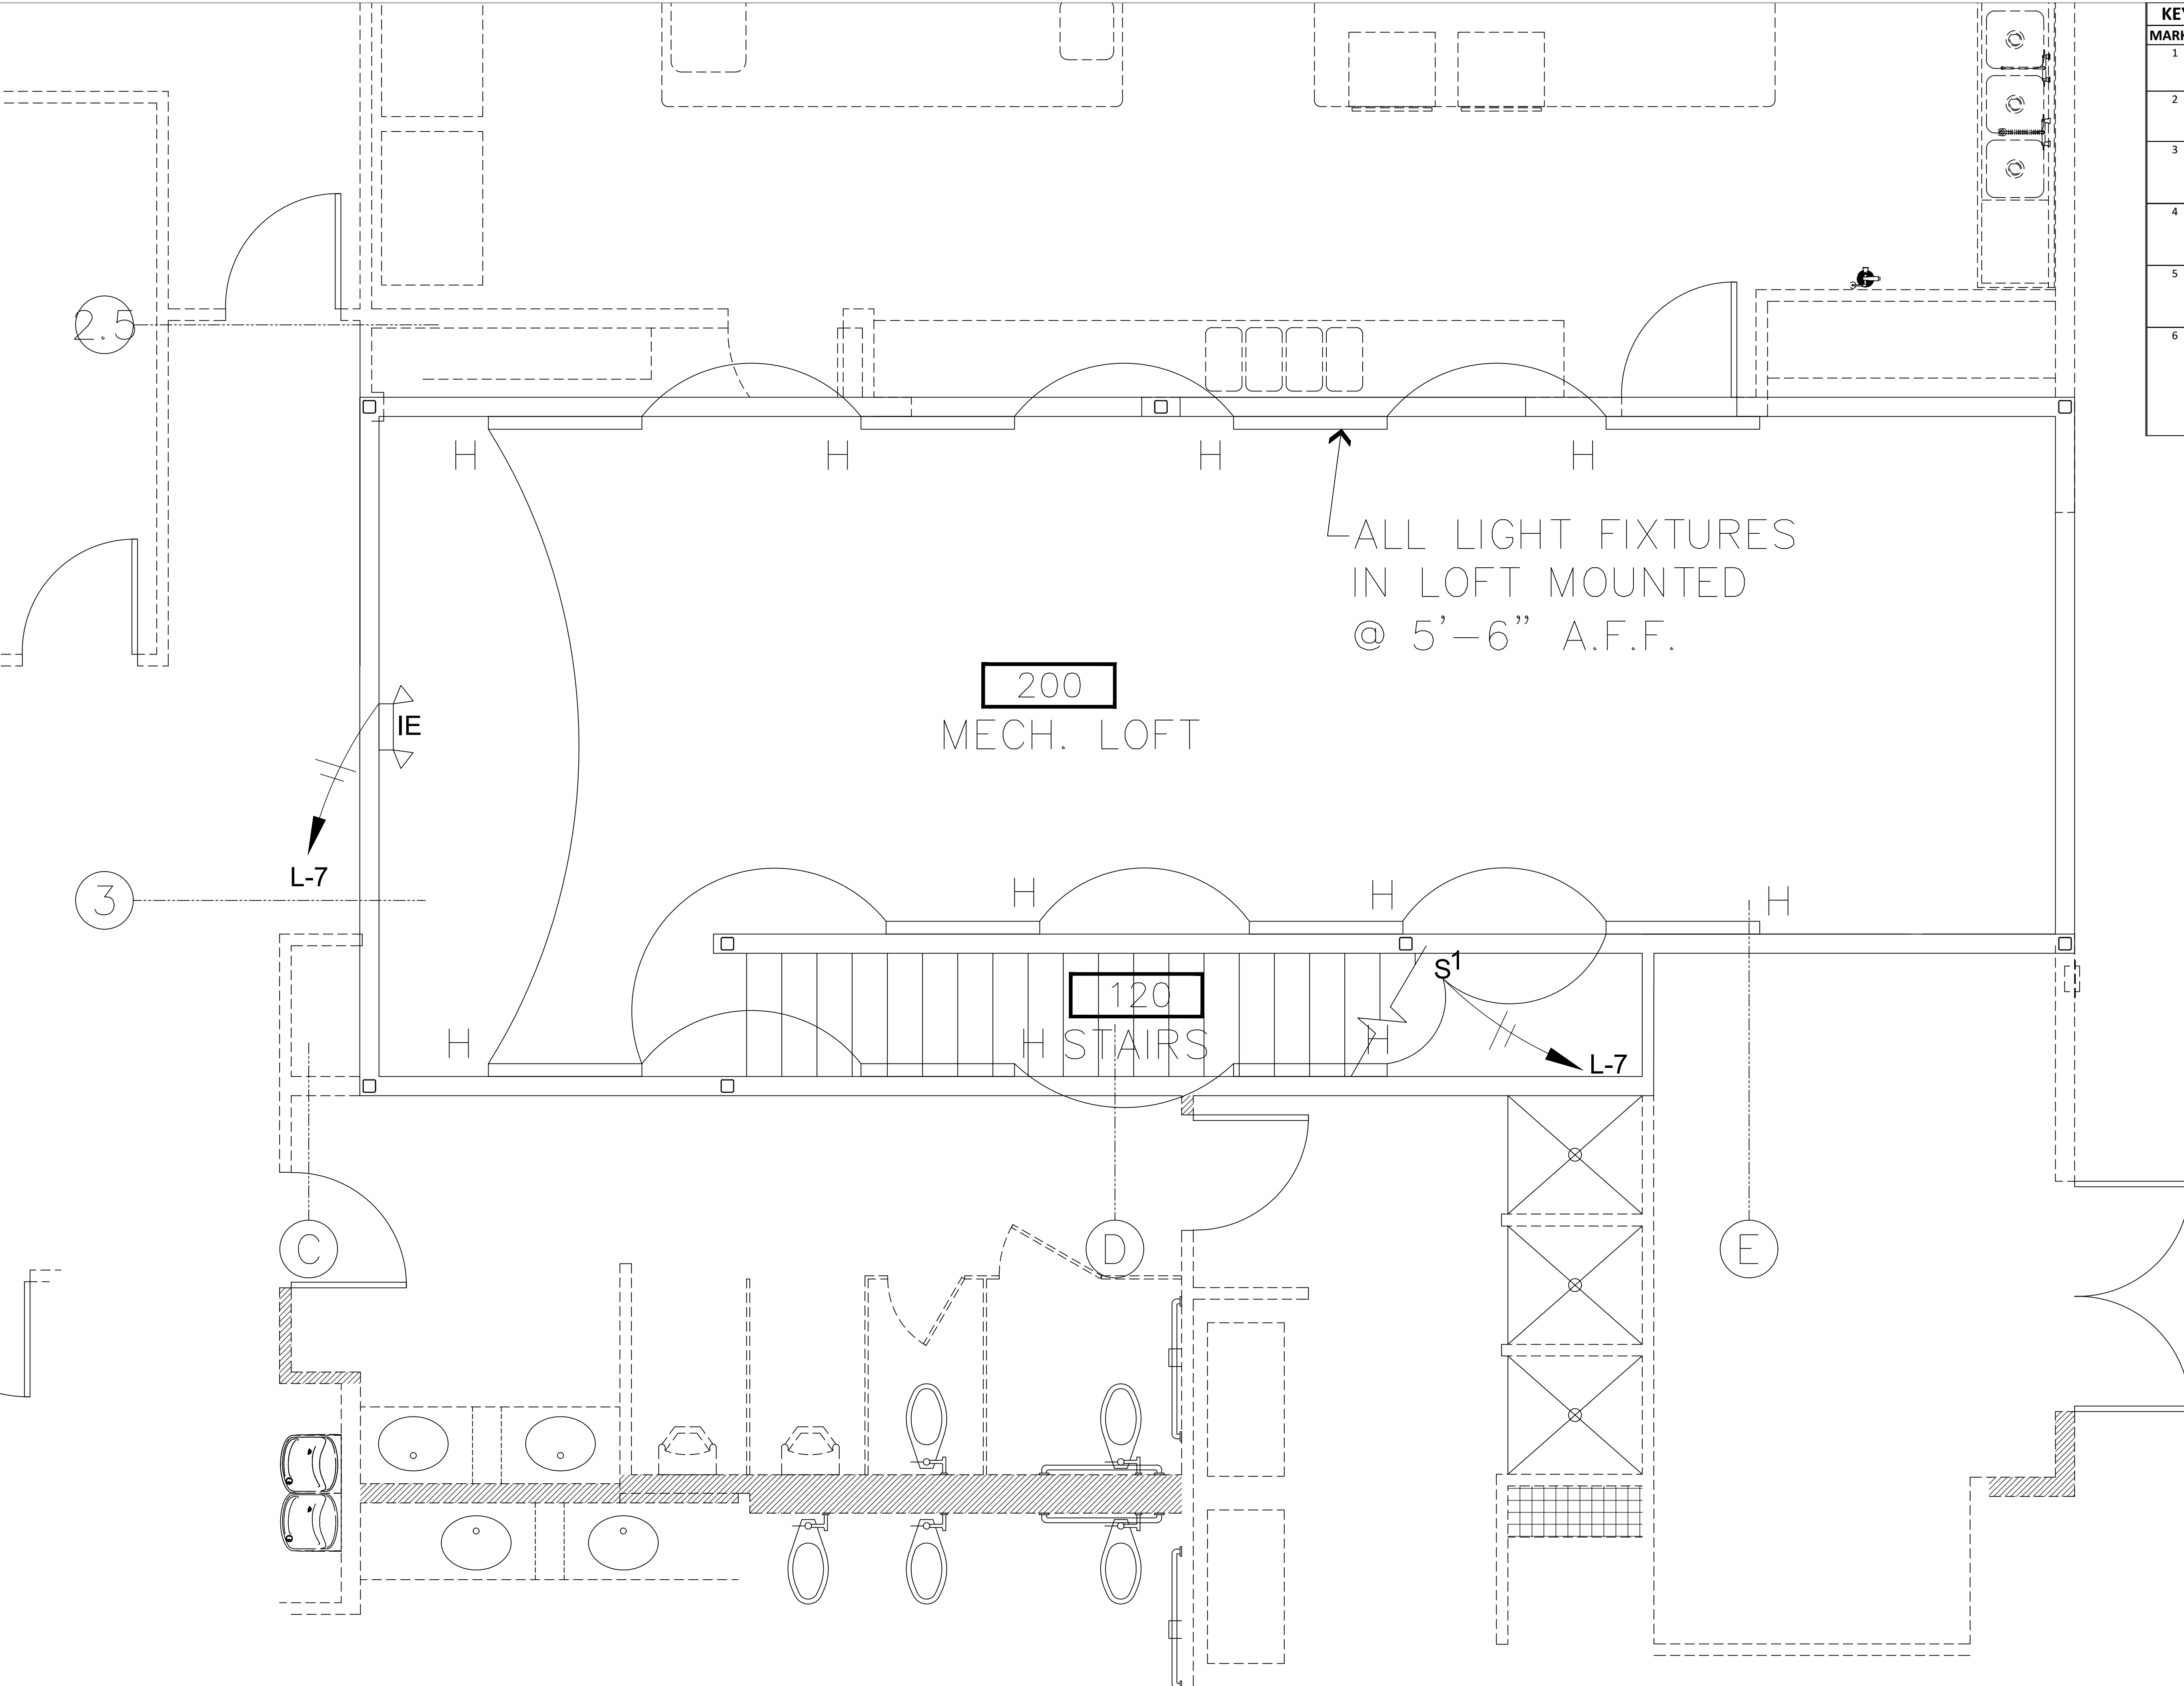 KEY
MARK
1
2
3
4
5
6
2.5
H
H
H
H
ALL LIGHT FIXTURES
IN LOFT MOUNTED
@ 5'-6" A.F.F.
200
MECH. LOFT
IE
L-7
3
H
H
H
S1
120
H
H STAIRS
H
L-7
C
D
E